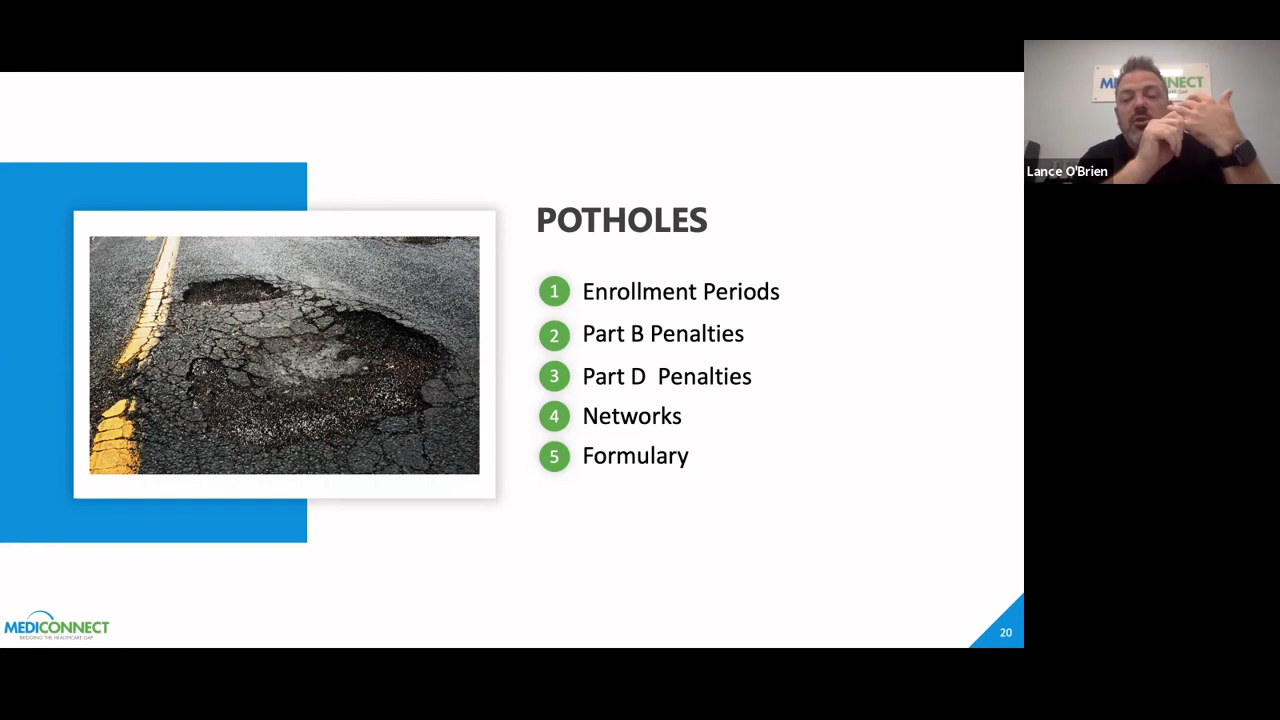 POTHOLES
1 Enrollment Periods
2 Part B Penalties
3 Part D  Penalties
4 Networks
5 Formulary
MEDICONNECT
BRIDGING THE HEALTHCARE GAP
20
Lance O'Brien